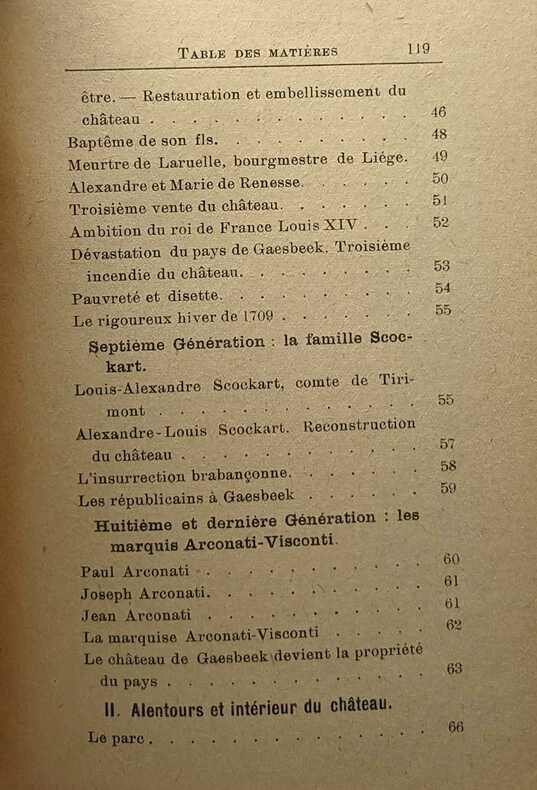 TABLE DES MATIÈRES 119
être. — Restauration et embellissement du
château . . . . . . . . . . . . 46
Baptême de son fls. . . . . . . . . 48
Meurtre de Laruelle, bourgmestre de Liége. 49
Alexandre et Marie de Renesse. . . . . . 50
Troisième vente du château. . . . . . . 51
Ambition du roi de France Louis XIV . . . 52
Dévastation du pays de Gaesbeek. Troisième
incendie du château. . . . . . . . . 53
Pauvreté et disette. . . . . . . . . . 54
Le rigoureux hiver de 1709 . . . . . . . 55
Septième Génération : la famille Scoc-
kart.
Louis-Alexandre Scockart, comte de Tiri-
mont . . . . . . . . . . . . 55
Alexandre-Louis Scockart. Reconstruction
du château . . . . . . . . . . . 57
L'insurrection brabançonne. . . . . . . 58
Les républicains à Gaesbeek . . . . . . 59
Huitième et dernière Génération : les
marquis Arconati-Visconti.
Paul Arconati . . . . . . . . . . 60
Joseph Arconati. . . . . . . . . . 61
Jean Arconati . . . . . . . . . . 61
La marquise Arconati-Visconti . . . . . 62
Le château de Gaesbeek devient la propriété
du pays . . . . . . . . . . . . 63
II. Alentours et intérieur du château.
Le parc. . . . . . . . . . . . . 66